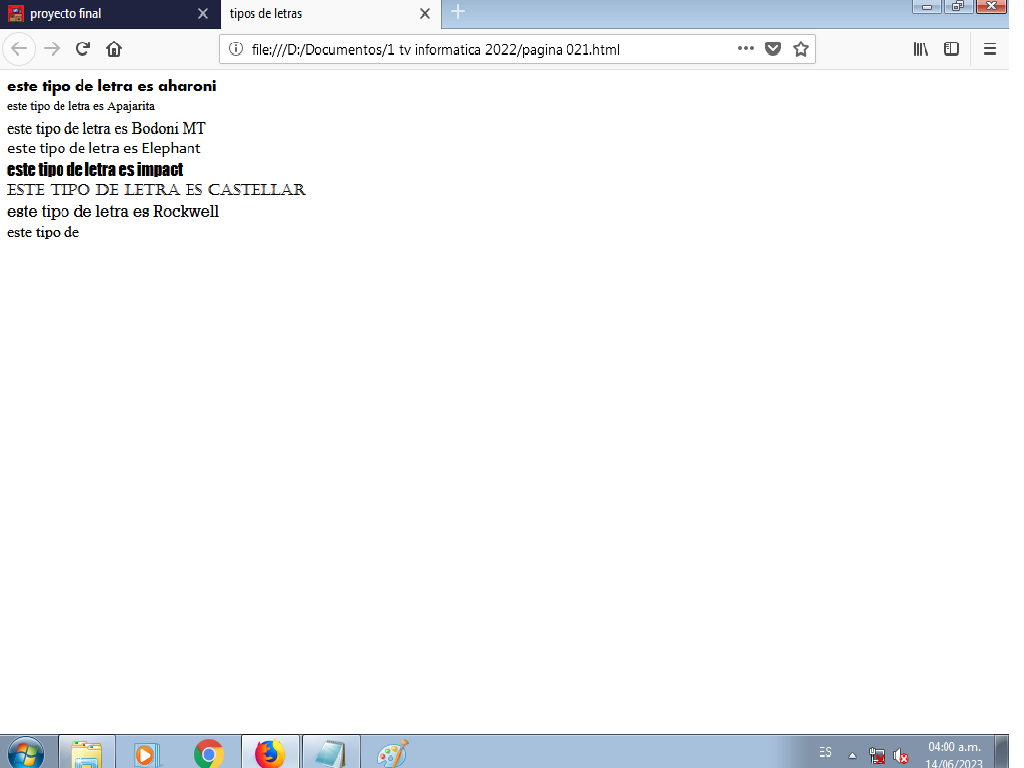 proyecto final
tipos de letras
file:///D:/Documentos/1 tv informatica 2022/pagina 021.html
este tipo de letra es aharoni
este tipo de letra es Apajarita
este tipo de letra es Bodoni MT
este tipo de letra es Elephant
este tipo de letra es impact
ESTE TIPO DE LETRA ES CASTELLAR
este tipo de letra es Rockwell
este tipo de
ES
04:00 a.m.
14/06/2023